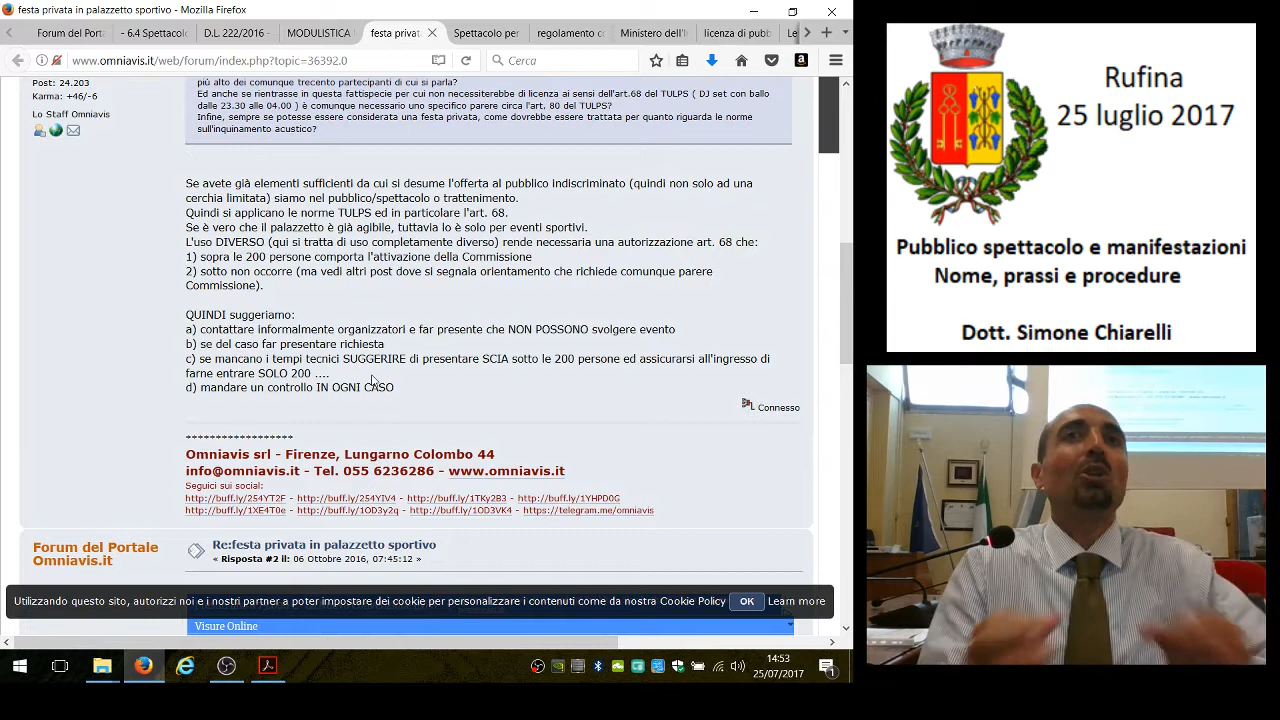 festa privata in palazzetto sportivo - Mozilla Firefox
Forum del Port
- 6.4 Spettacol
D.L. 222/2016 -
MODULISTICA
festa privat
Spettacolo per
regolamento co
Ministero dell'I
licenza di pubb
Le
www.omniavis.it/web/forum/index.php?topic=36392.0
Cerca
Post: 24.203
Karma: +46/-6
Lo Staff Omniavis
più alto dei cinquecento trecento partecipanti di cui si parla?
Ed anche se rientrasse in questa fattispecie per cui non necessiterebbe di licenza ai sensi dell'art.68 del TULPS ( DJ set con ballo
dalle 23.30 alle 04.00 ) è comunque necessario uno specifico parere circa l'art. 80 del TULPS?
Infine, se non potesse essere considerata una festa privata, come dovrebbe essere trattata per quanto riguarda le norme
sull'inquinamento acustico?
Se avete già elementi sufficienti da cui si desume l'offerta al pubblico indiscriminato (quindi non solo ad una
cerchia limitata) siamo nel pubblico/spettacolo o trattenimento.
Quindi si applicano le norme TULPS ed in particolare l'art. 68.
Se è vero che il palazzetto è già agibile, tuttavia lo è solo per eventi sportivi.
L'uso DIVERSO (qui si tratta di uso completamente diverso) rende necessaria una autorizzazione art. 68 che:
1) sopra le 200 persone comporta l'attivazione della Commissione
2) sotto non occorre (ma vedi altri post dove si segnala orientamento che richiede comunque parere
Commissione).
QUINDI suggeriamo:
a) contattare informalmente organizzatori e far presente che NON POSSONO svolgere evento
b) se del caso far presentare richieste
c) se mancano i tempi tecnici SUGGERIRE di presentare SCIA sotto le 200 persone ed assicurarsi all'ingresso di
farne entrare SOLO 200 ....
d) mandare un controllo IN OGNI CASO
Connesso
******************
Omniavis srl - Firenze, Lungarno Colombo 44
info@omniavis.it - Tel. 055 6236286 - www.omniavis.it
Seguici sui social:
http://buff.ly/254YT2F - http://buff.ly/254YIV4 - http://buff.ly/1TKy2B3 - http://buff.ly/1YHPD0G
http://buff.ly/1XE4T0e - http://buff.ly/1OD3y2q - http://buff.ly/1OD3VK4 - https://telegram.me/omniavis
Forum del Portale
Omniavis.it
Re:festa privata in palazzetto sportivo
« Risposta #2 il: 06 Ottobre 2016, 07:45:12 »
Utilizzando questo sito, autorizzi noi e i nostri partner a poter impostare dei cookie per personalizzare i contenuti come da nostra Cookie Policy
OK
Learn more
Visure Online
14:53
25/07/2017
Rufina
25 luglio 2017
Pubblico spettacolo e manifestazioni
Nome, prassi e procedure
Dott. Simone Chiarelli